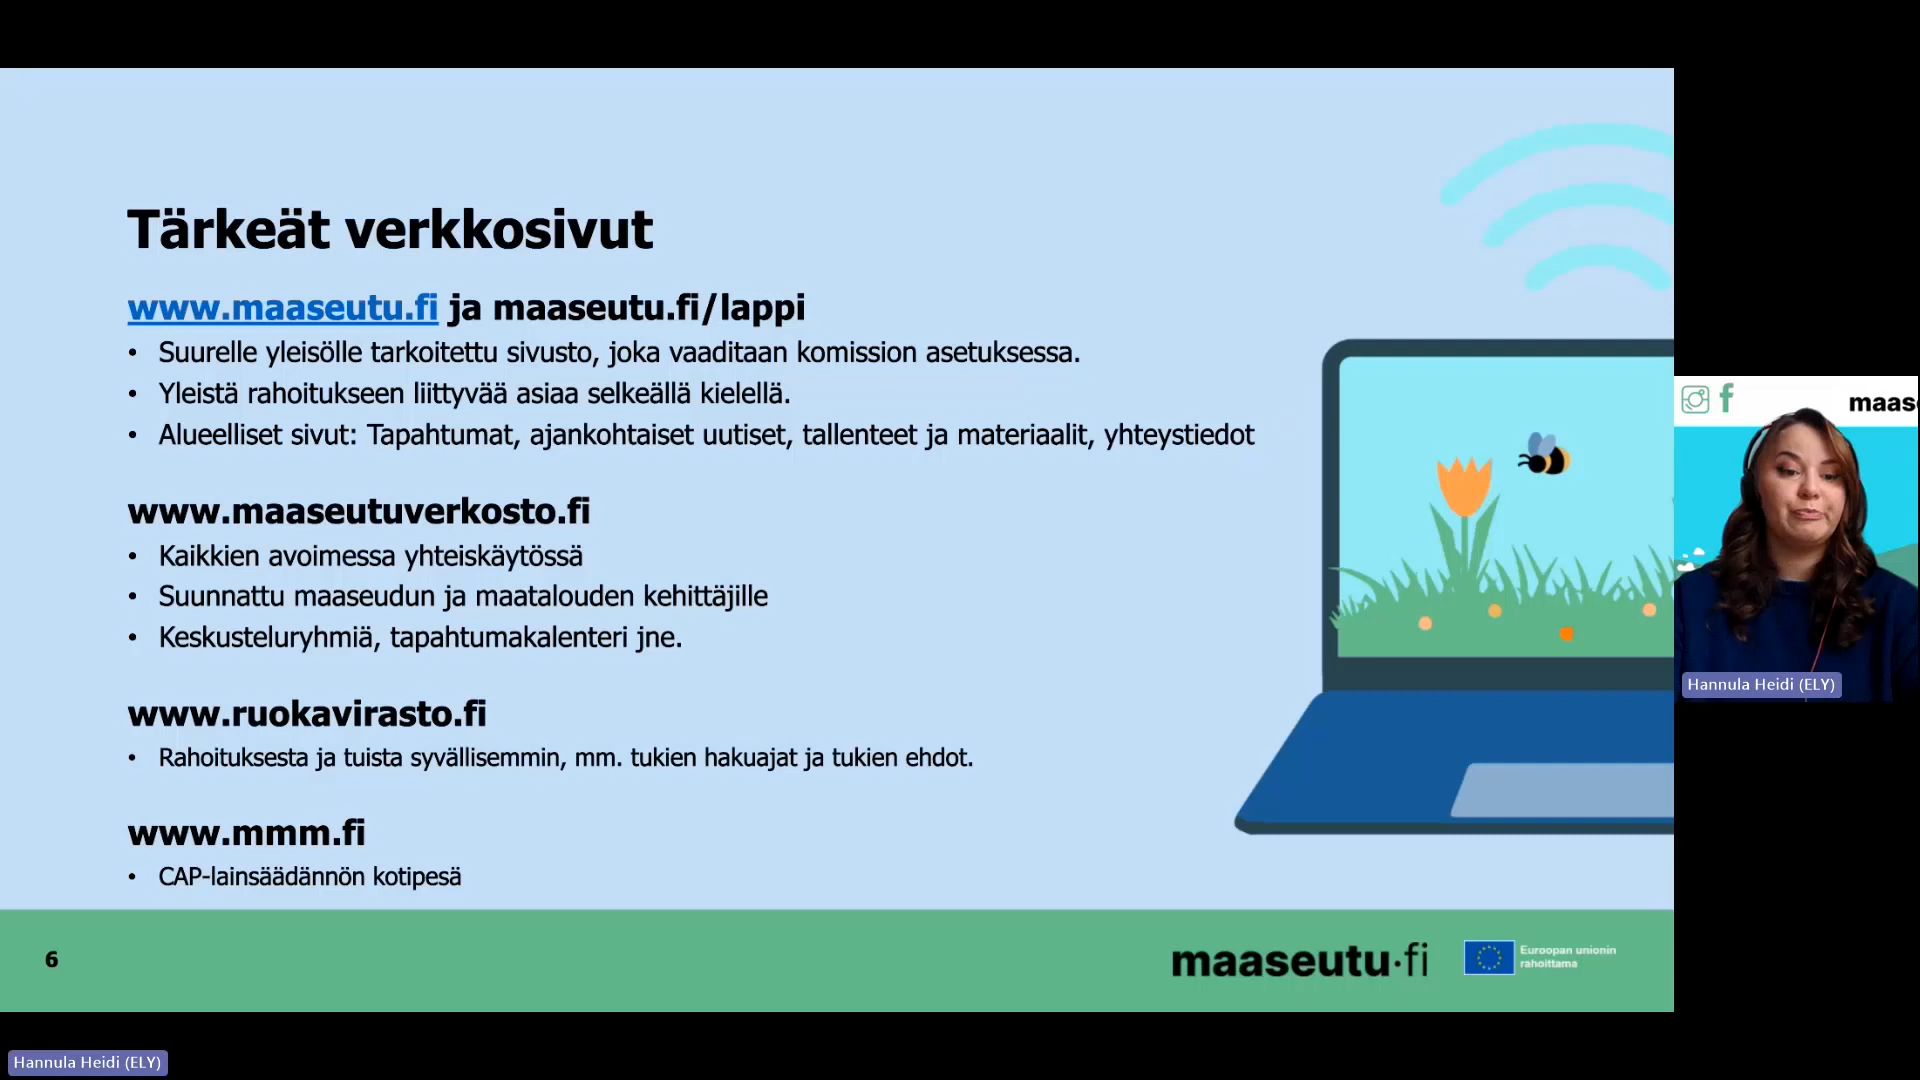 Tärkeät verkkosivut
www.maaseutu.fi ja maaseutu.fi/lappi
• Suurelle yleisölle tarkoitettu sivusto, joka vaaditaan komission asetuksessa.
• Yleistä rahoitukseen liittyvää asiaa selkeällä kielellä.
• Alueelliset sivut: Tapahtumat, ajankohtaiset uutiset, tallenteet ja materiaalit, yhteystiedot
www.maaseutuverkosto.fi
• Kaikkien avoimessa yhteiskäytössä
• Suunnattu maaseudun ja maatalouden kehittäjille
• Keskusteluryhmiä, tapahtumakalenteri jne.
www.ruokavirasto.fi
• Rahoituksesta ja tuista syvällisemmin, mm. tukien hakuajat ja tukien ehdot.
www.mmm.fi
• CAP-lainsäädännön kotipesä
6
maaseutu.fi
Euroopan unionin
rahoittama
maas
Hannula Heidi (ELY)
Hannula Heidi (ELY)